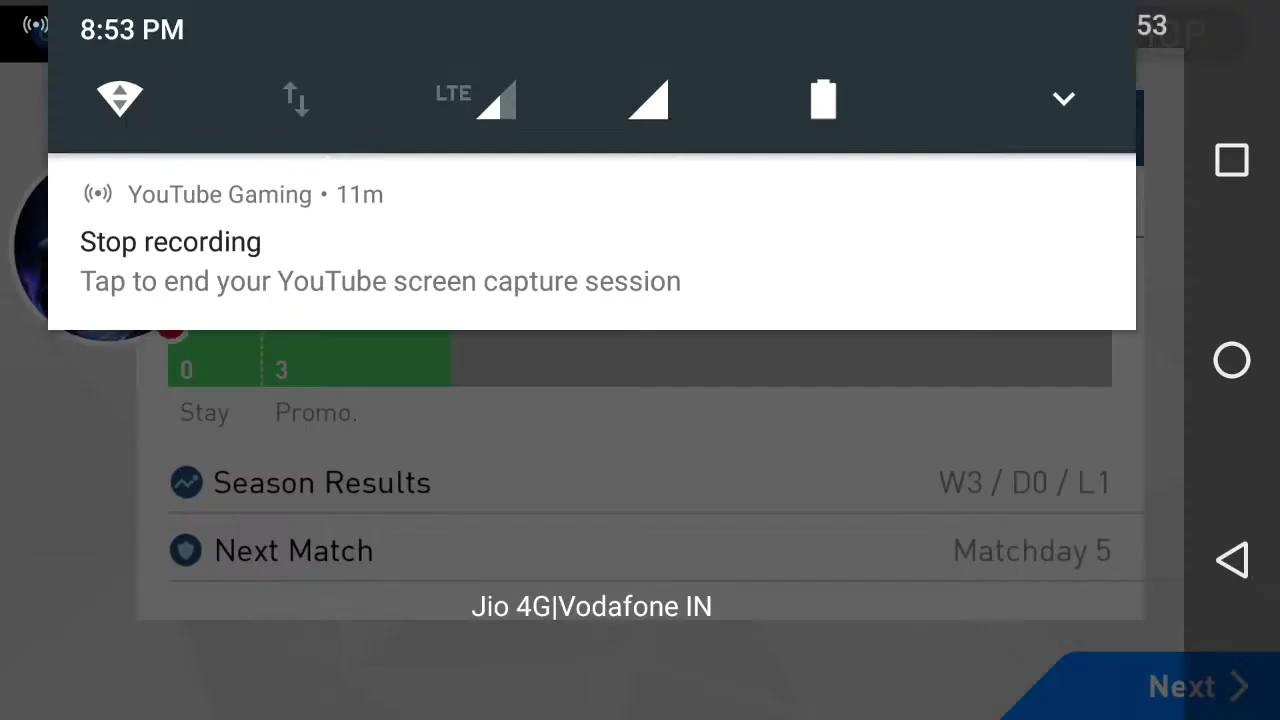 8:53 PM
53
LTE
YouTube Gaming • 11m
Stop recording
Tap to end your YouTube screen capture session
0 3
Stay Promo.
Season Results W3 / D0 / L1
Next Match Matchday 5
Jio 4G|Vodafone IN
Next